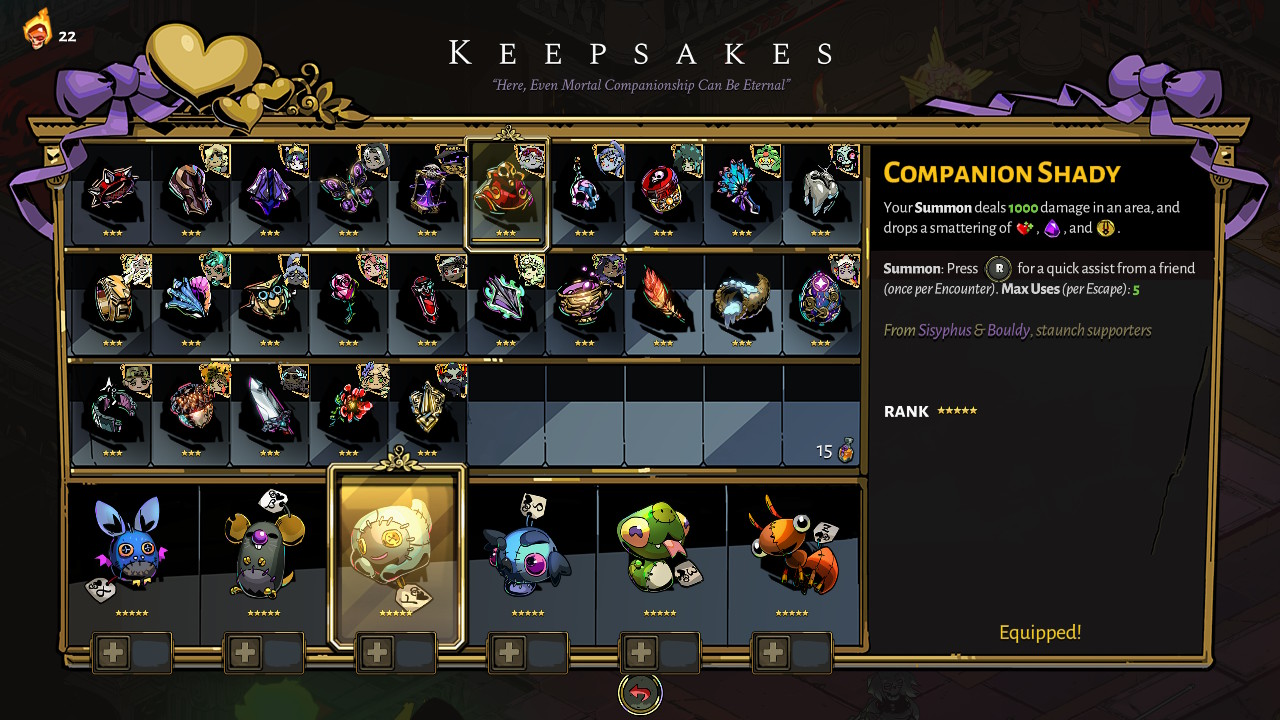 22
KEEPSAKES
"Here, Even Mortal Companionship Can Be Eternal"
COMPANION SHADY
Your Summon deals 1000 damage in an area, and
drops a smattering of , , and .
Summon: Press R for a quick assist from a friend
(once per Encounter). Max Uses (per Escape): 5
From Sisyphus & Bouldy, staunch supporters
RANK
15
Equipped!